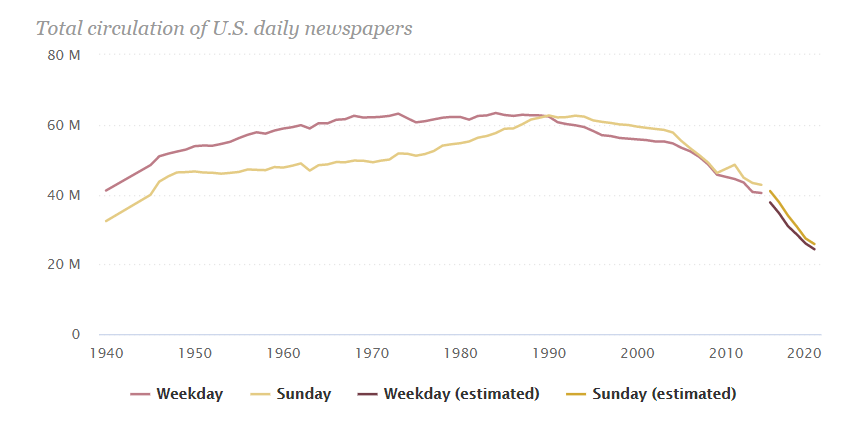 Total circulation of U.S. daily newspapers
80 M
60 M
40 M
20 M
0
1940 1950 1960 1970 1980 1990 2000 2010 2020
Weekday Sunday Weekday (estimated) Sunday (estimated)